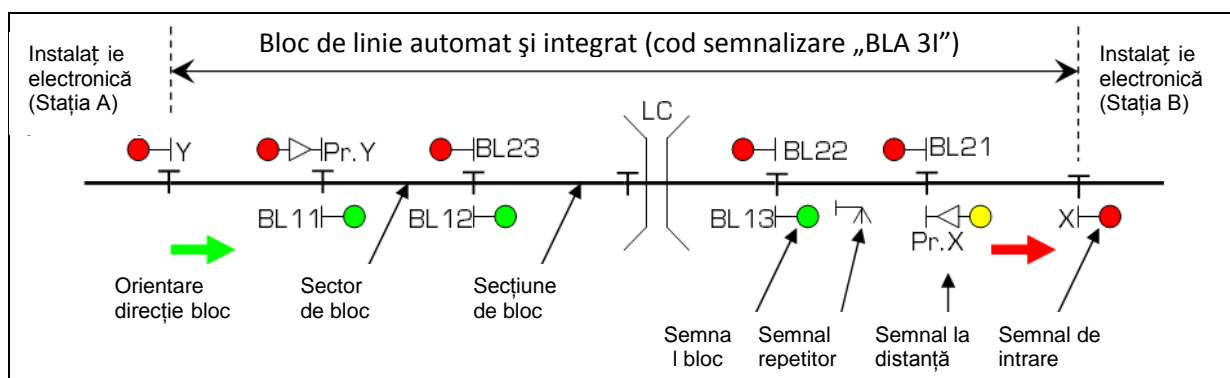 Bloc de linie automat şi integrat (cod semnalizare „BLA 3I”)
Instalaț ie
electronică
(Stația A)
Instalaț ie
electronică
(Stația B)
LC
Y
Pr.Y
BL23
BL22
BL21
BL11
BL12
BL13
Pr.X
X
Orientare
direcție bloc
Sector
de bloc
Secțiune
de bloc
Semna
l bloc
Semnal
repetitor
Semnal la
distanță
Semnal de
intrare